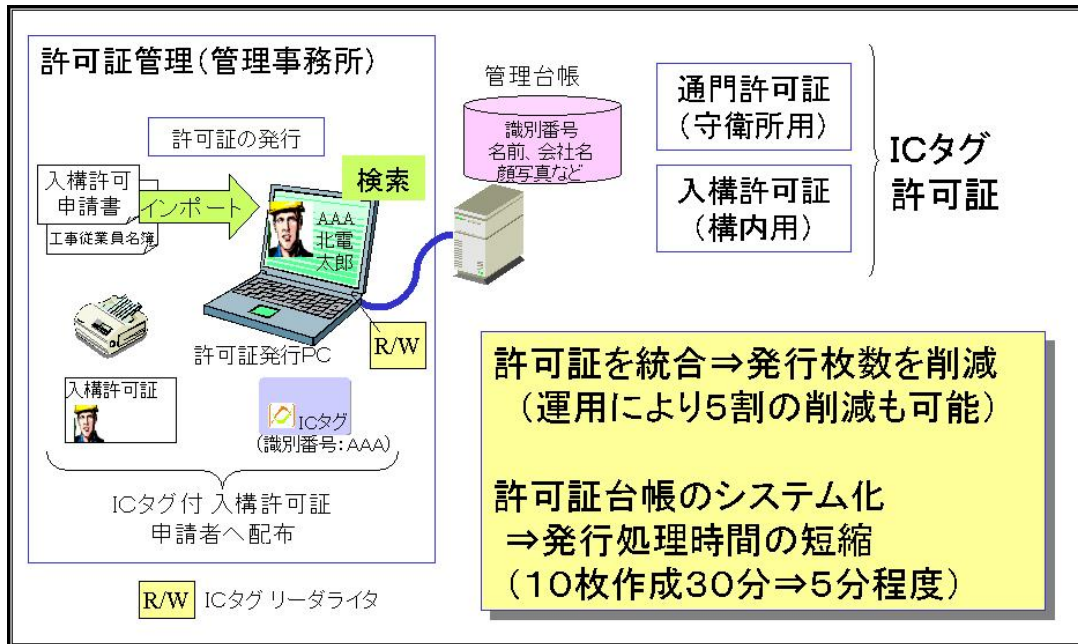 許可証管理(管理事務所)
許可証の発行
入構許可
申請書
工事従業員名簿
インポート
検索
AAA
北電
太郎
許可証発行PC
R/W
入構許可証
ICタグ
(識別番号:AAA)
ICタグ付 入構許可証
申請者へ配布
R/W ICタグ リーダライタ
管理台帳
識別番号
名前、会社名
顔写真など
通門許可証
(守衛所用)
入構許可証
(構内用)
ICタグ
許可証
許可証を統合⇒発行枚数を削減
(運用により5割の削減も可能)
許可証台帳のシステム化
⇒発行処理時間の短縮
(10枚作成30分⇒5分程度)